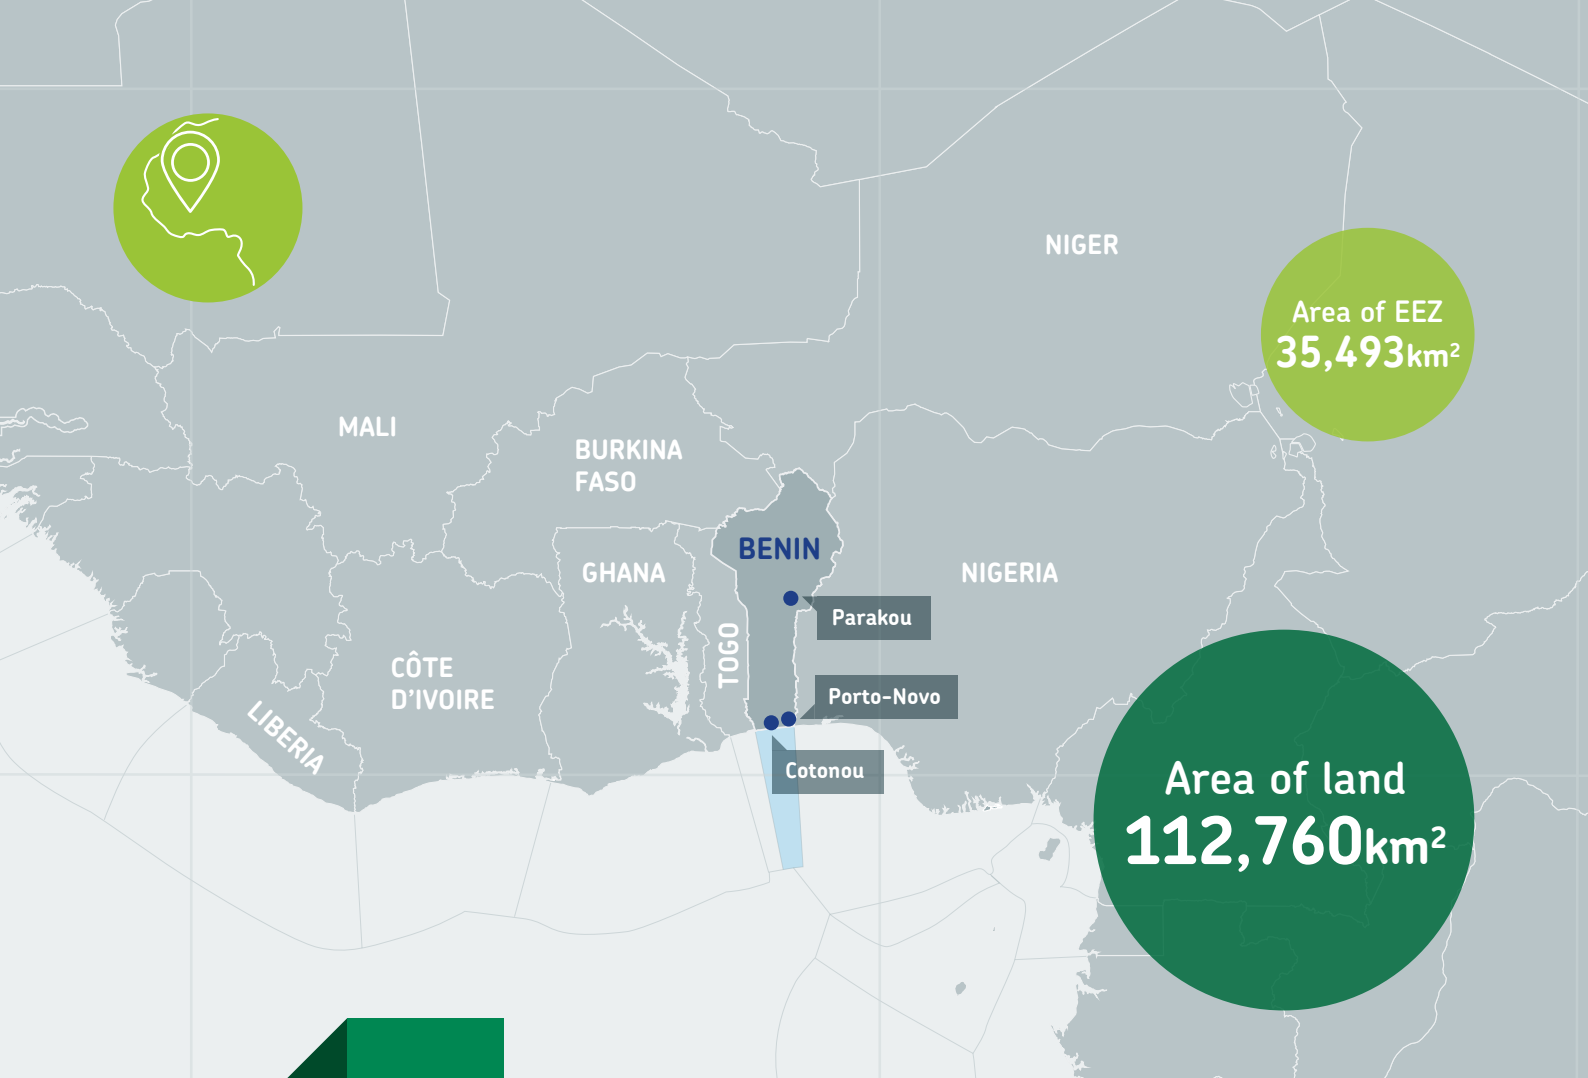 NIGER
Area of EEZ
35,493km²
MALI
BURKINA
FASO
BENIN
GHANA
NIGERIA
Parakou
TOGO
CÔTE
D'IVOIRE
Porto-Novo
LIBERIA
Cotonou
Area of land
112,760km²